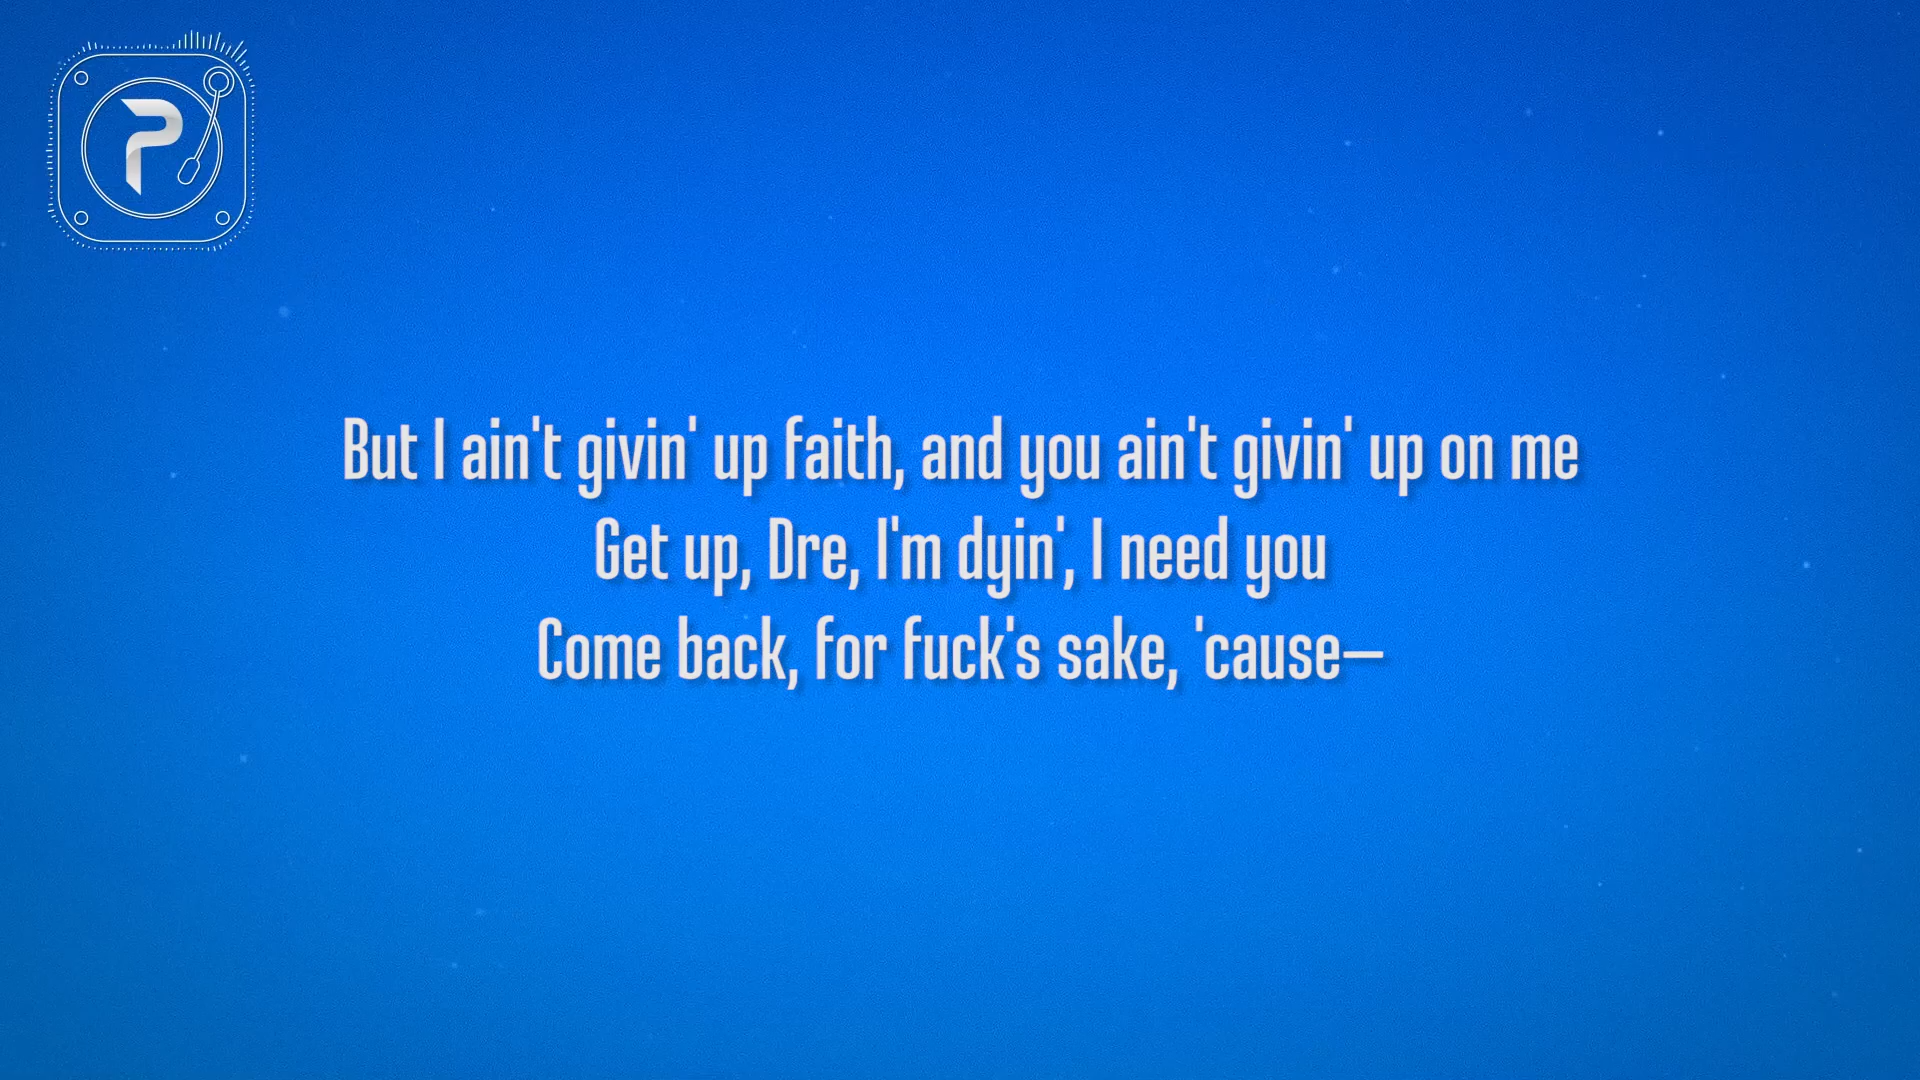 P
But I ain't givin' up faith, and you ain't givin' up on me
Get up, Dre, I'm dyin', I need you
Come back, for fuck's sake, 'cause—